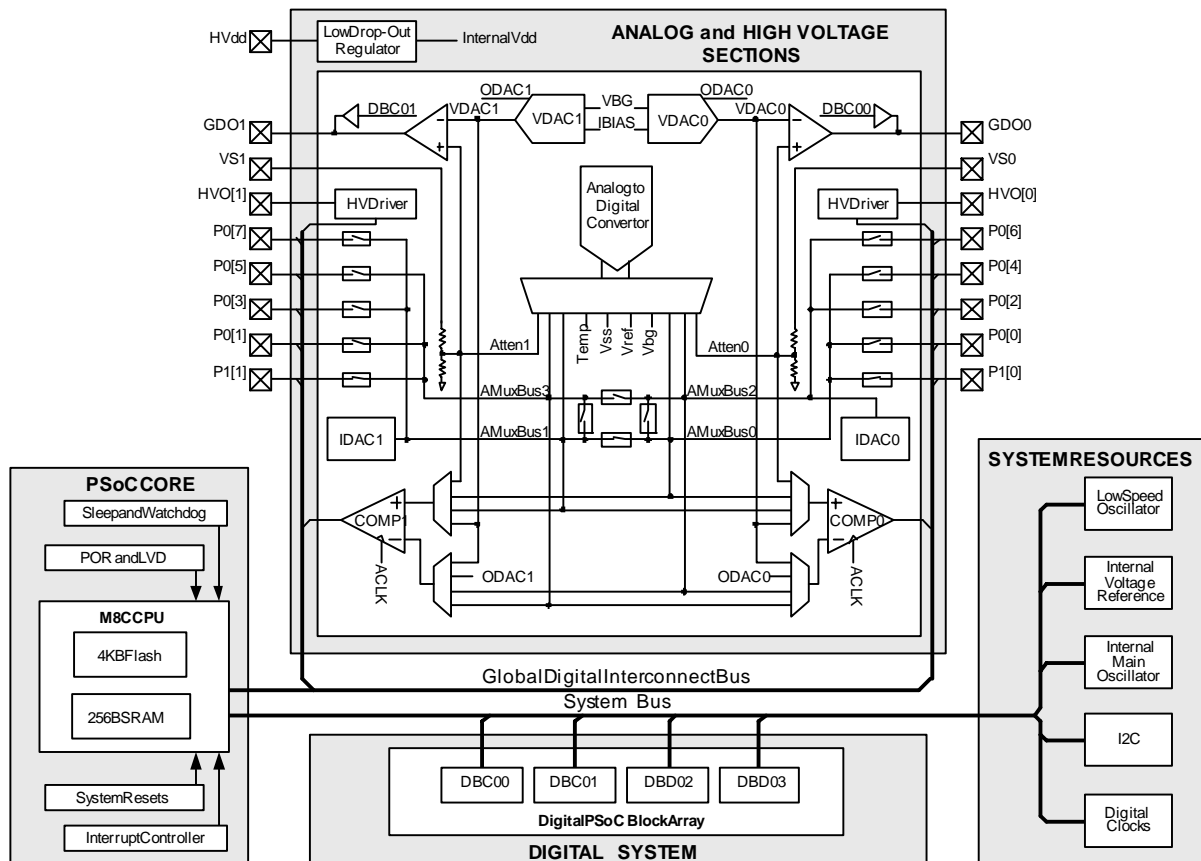 HVdd
LowDrop-Out
Regulator
InternalVdd
ANALOG and HIGH VOLTAGE
SECTIONS
GDO1
DBC01
VDAC1
ODAC1
VDAC1
VBG
IBIAS
VDAC0
ODAC0
VDAC0
DBC00
GDO0
VS1
VS0
HVO[1]
HVDriver
Analogto
Digital
Convertor
HVDriver
HVO[0]
P0[7]
P0[6]
P0[5]
P0[4]
P0[3]
P0[2]
P0[1]
P0[0]
P1[1]
P1[0]
Atten1
Temp
Vss
Vref
Vbg
Atten0
AMuxBus3
AMuxBus2
IDAC1
AMuxBus1
AMuxBus0
IDAC0
COMP1
COMP0
ACLK
ODAC1
ODAC0
ACLK
PSoCCORE
SleepandWatchdog
POR andLVD
M8CCPU
4KBFlash
256BSRAM
SystemResets
InterruptController
GlobalDigitalInterconnectBus
System Bus
DBC00
DBC01
DBD02
DBD03
DigitalPSoC BlockArray
DIGITAL SYSTEM
SYSTEMRESOURCES
LowSpeed
Oscillator
Internal
Voltage
Reference
Internal
Main
Oscillator
I2C
Digital
Clocks